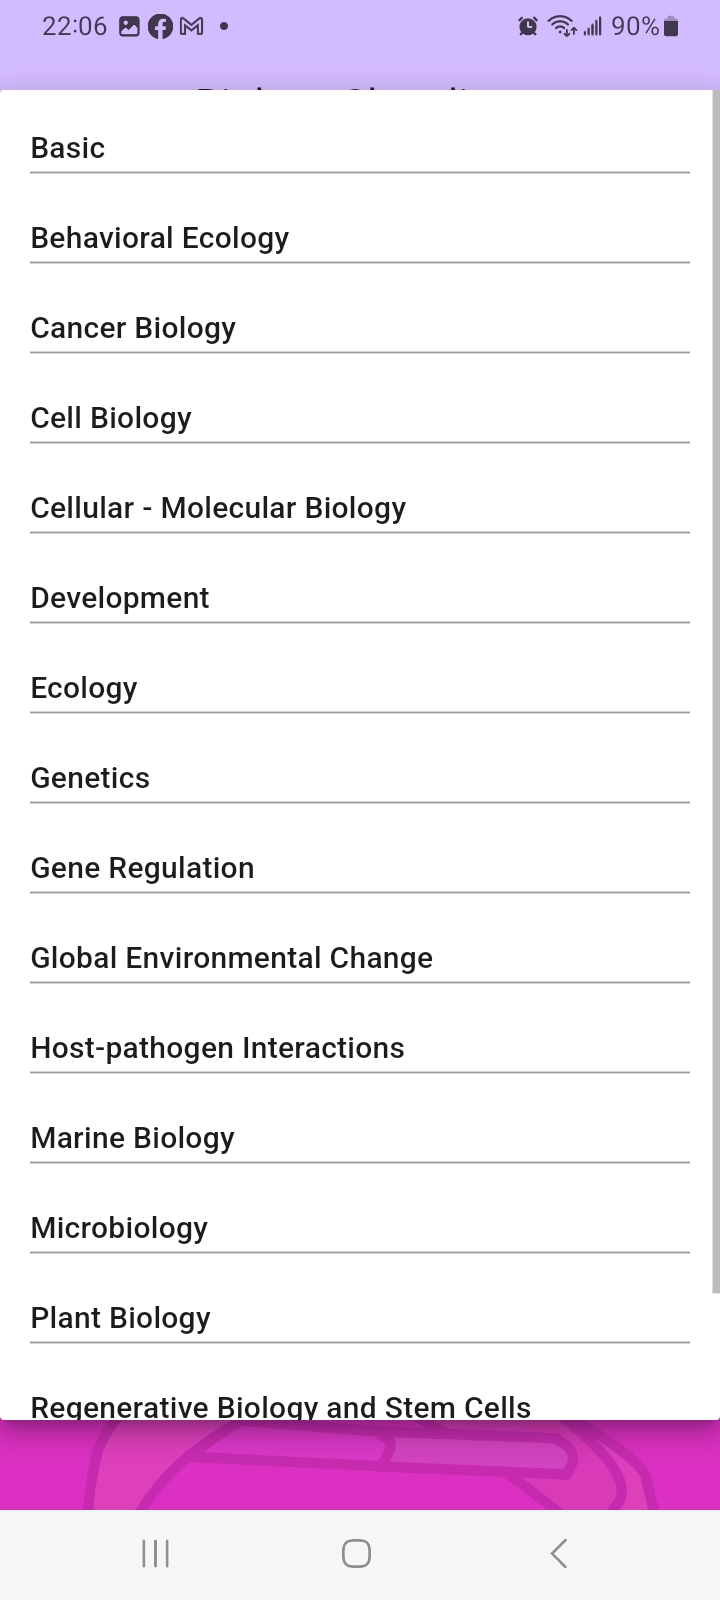 22:06
90%
Basic
Behavioral Ecology
Cancer Biology
Cell Biology
Cellular - Molecular Biology
Development
Ecology
Genetics
Gene Regulation
Global Environmental Change
Host-pathogen Interactions
Marine Biology
Microbiology
Plant Biology
Regenerative Biology and Stem Cells